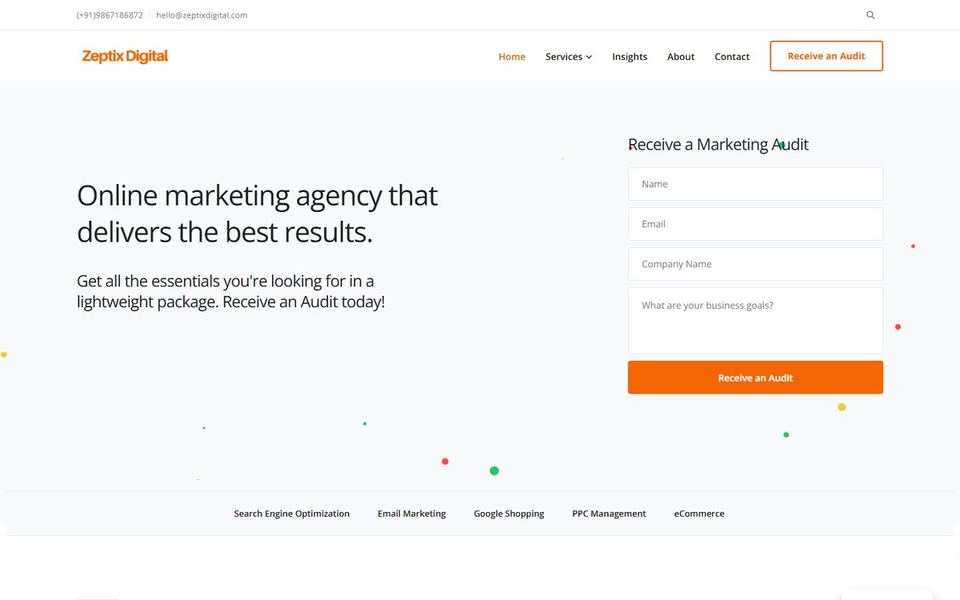 (+91)9867186872 hello@zeptixdigital.com
Zeptix Digital
Home Services Insights About Contact Receive an Audit
Receive a Marketing Audit
Online marketing agency that
delivers the best results.
Get all the essentials you're looking for in a
lightweight package. Receive an Audit today!
Name
Email
Company Name
What are your business goals?
Receive an Audit
Search Engine Optimization Email Marketing Google Shopping PPC Management eCommerce